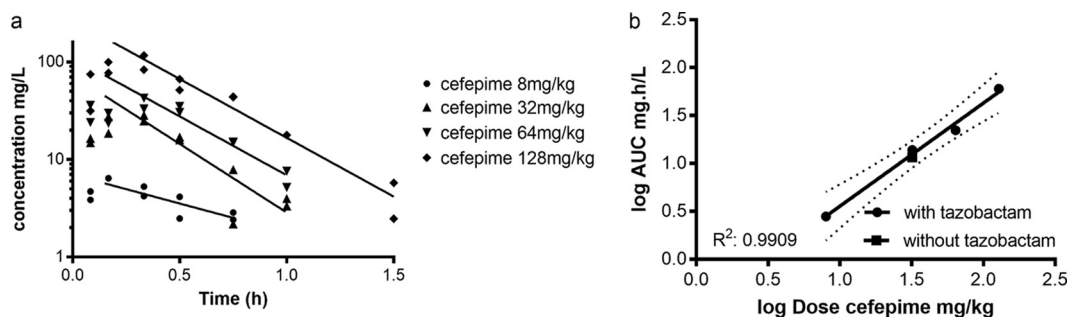 a
concentration mg/L
100
10
1
0.0 0.5 1.0 1.5
Time (h)
cefepime 8mg/kg
cefepime 32mg/kg
cefepime 64mg/kg
cefepime 128mg/kg
b
log AUC mg.h/L
2.5
2.0
1.5
1.0
0.5
0.0
R²: 0.9909
with tazobactam
without tazobactam
0.0 0.5 1.0 1.5 2.0 2.5
log Dose cefepime mg/kg